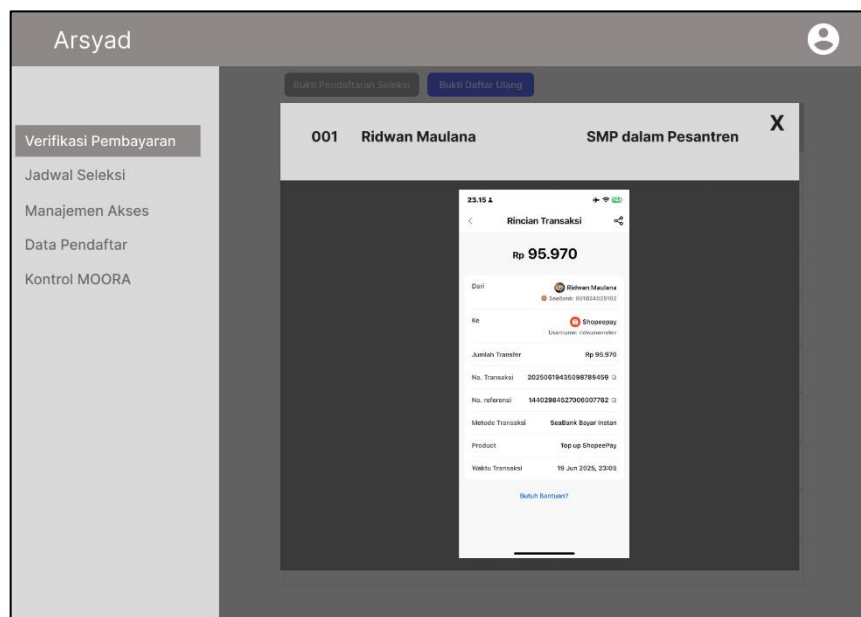 Arsyad
Bukti Pendaftaran Seleksi
Bukti Daftar Ulang
Verifikasi Pembayaran
Jadwal Seleksi
Manajemen Akses
Data Pendaftar
Kontrol MOORA
001 Ridwan Maulana SMP dalam Pesantren X
23.15
Rincian Transaksi
Rp 95.970
Dari Ridwan Maulana
SeaBank:
Ke Shopeepay
Username:
Jumlah Transfer Rp 95.970
No. Transaksi
No. referensi
Metode Transaksi SeaBank Bayar Instan
Product Top up ShopeePay
Waktu Transaksi 19 Jun 2025, 23:05
Butuh Bantuan?